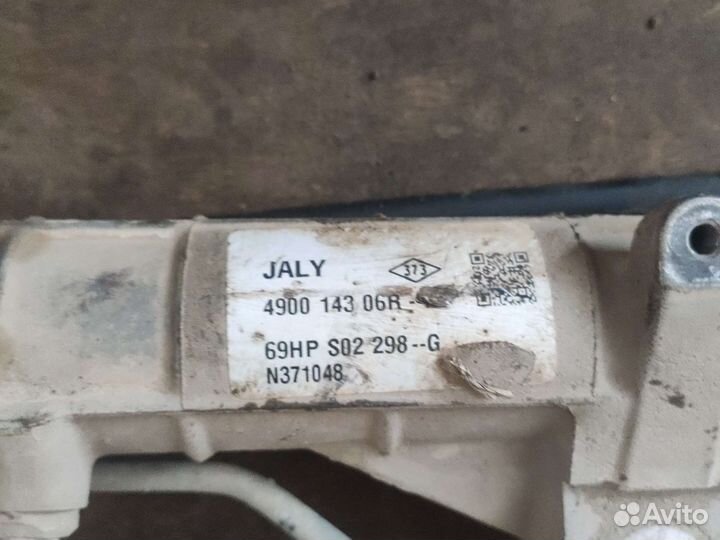 JALY 373
4900 143 06R--
69HP S02 298--G
N371048
Avito